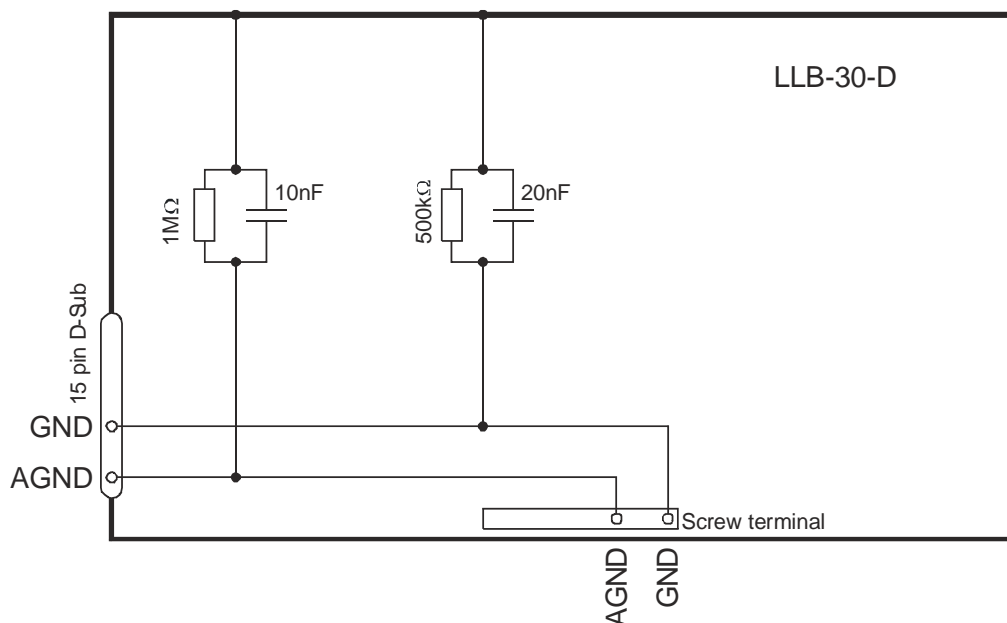 LLB-30-D
1MΩ
10nF
500kΩ
20nF
15 pin D-Sub
GND
AGND
Screw terminal
AGND
GND